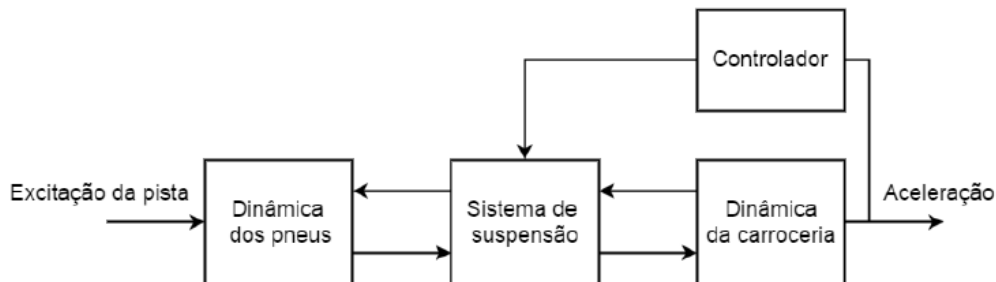 Controlador
Excitação da pista
Aceleração
Dinâmica
dos pneus
Sistema de
suspensão
Dinâmica
da carroceria